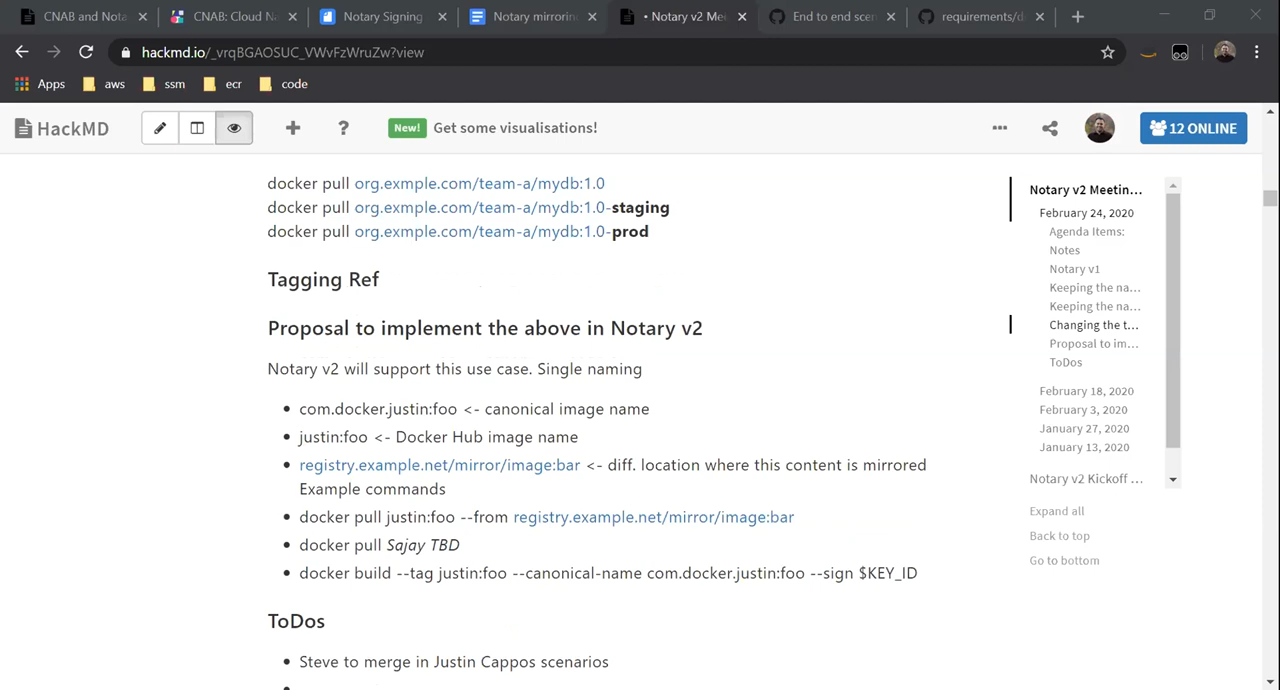 CNAB and Nota
CNAB: Cloud N
Notary Signing
Notary mirrorin
• Notary v2 Me
End to end scer
requirements/d
hackmd.io/_vrqBGAOSUC_VWvFzWruZw?view
Apps aws ssm ecr code
HackMD
New! Get some visualisations!
12 ONLINE
docker pull org.exmple.com/team-a/mydb:1.0
docker pull org.exmple.com/team-a/mydb:1.0-staging
docker pull org.exmple.com/team-a/mydb:1.0-prod
Tagging Ref
Proposal to implement the above in Notary v2
Notary v2 will support this use case. Single naming
• com.docker.justin:foo <- canonical image name
• justin:foo <- Docker Hub image name
• registry.example.net/mirror/image:bar <- diff. location where this content is mirrored
Example commands
• docker pull justin:foo --from registry.example.net/mirror/image:bar
• docker pull Sajay TBD
• docker build --tag justin:foo --canonical-name com.docker.justin:foo --sign $KEY_ID
ToDos
• Steve to merge in Justin Cappos scenarios
Notary v2 Meetin...
February 24, 2020
Agenda Items:
Notes
Notary v1
Keeping the na...
Keeping the na...
Changing the t...
Proposal to im...
ToDos
February 18, 2020
February 3, 2020
January 27, 2020
January 13, 2020
Notary v2 Kickoff ...
Expand all
Back to top
Go to bottom